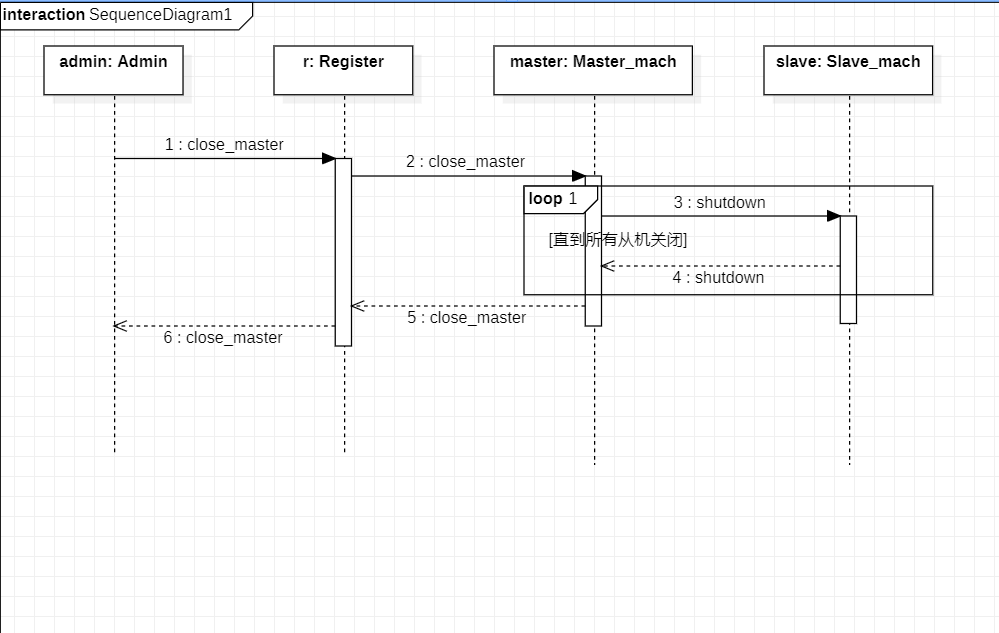 interaction SequenceDiagram1
admin: Admin
r: Register
master: Master_mach
slave: Slave_mach
1 : close_master
2 : close_master
loop 1
3 : shutdown
[直到所有从机关闭]
4 : shutdown
5 : close_master
6 : close_master